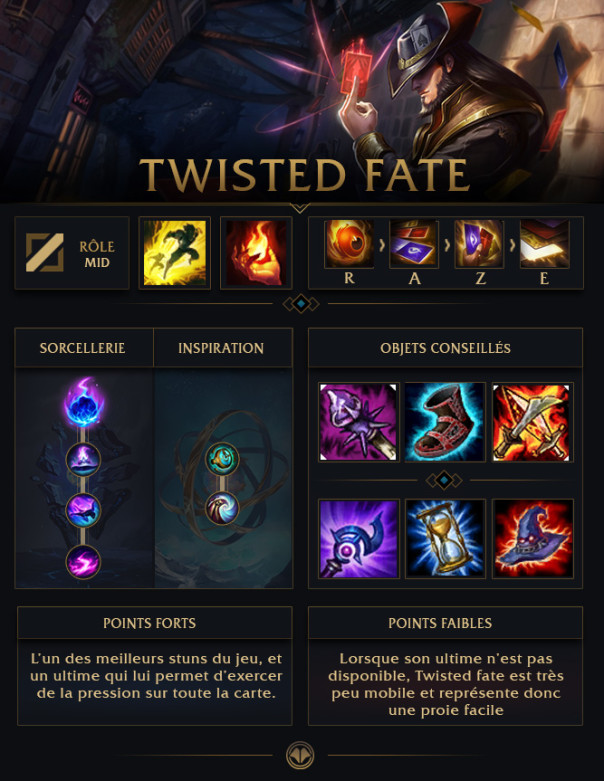 TWISTED FATE
RÔLE
MID
R A Z E
SORCELLERIE
INSPIRATION
OBJETS CONSEILLÉS
POINTS FORTS
L'un des meilleurs stuns du jeu, et
un ultime qui lui permet d'exercer
de la pression sur toute la carte.
POINTS FAIBLES
Lorsque son ultime n'est pas
disponible, Twisted fate est très
peu mobile et représente donc
une proie facile